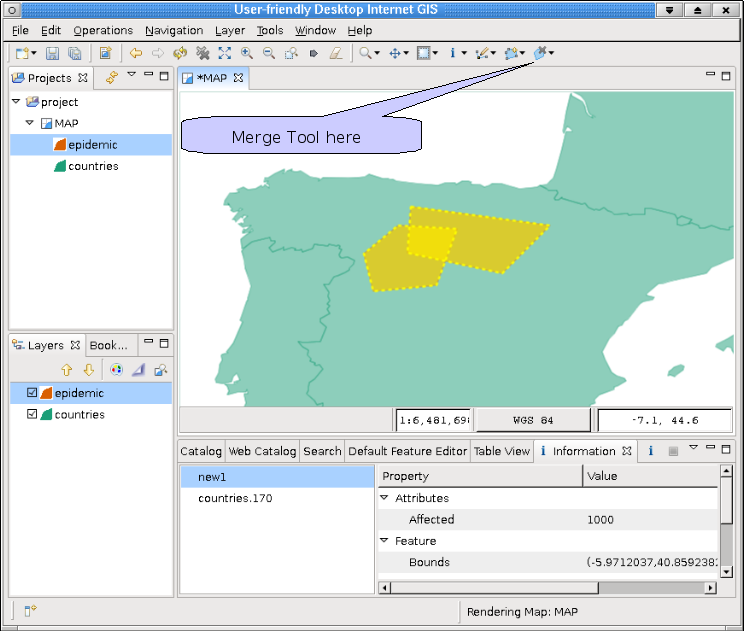 User-friendly Desktop Internet GIS
File Edit Operations Navigation Layer Tools Window Help
Projects
*MAP
project
MAP
epidemic
countries
Merge Tool here
Layers Book...
epidemic
countries
1:6,481,69 WGS 84 -7.1, 44.6
Catalog Web Catalog Search Default Feature Editor Table View Information
new1
countries.170
Property Value
Attributes
Affected 1000
Feature
Bounds (-5.9712037,40.859238
Rendering Map: MAP